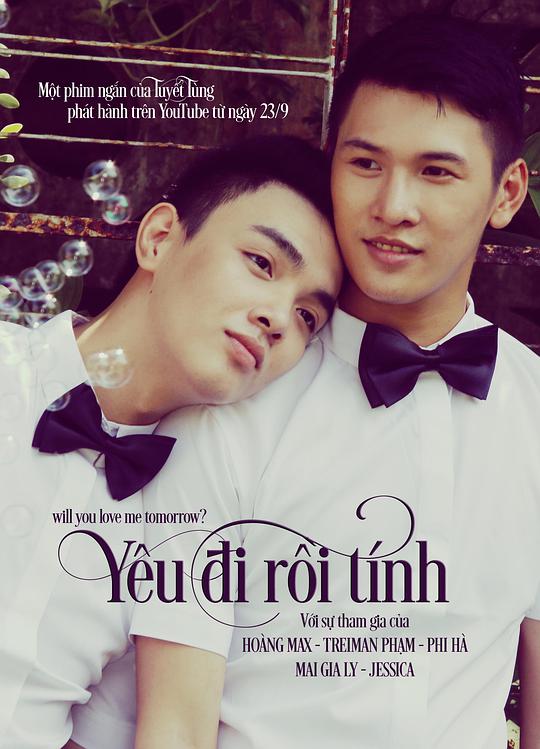 Một phim ngắn của Tuyết Tùng
phát hành trên YouTube từ ngày 23/9
will you love me tomorrow?
Yêu đi rồi tính
Với sự tham gia của
HOÀNG MAX - TREIMAN PHẠM - PHI HÀ
MAI GIA LY - JESSICA